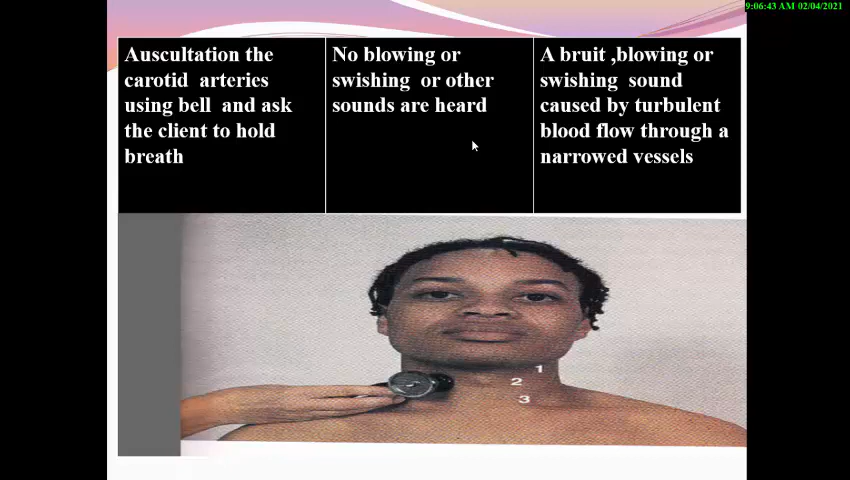 9:06:43 AM 02/04/2021
Auscultation the
carotid arteries
using bell and ask
the client to hold
breath
No blowing or
swishing or other
sounds are heard
A bruit ,blowing or
swishing sound
caused by turbulent
blood flow through a
narrowed vessels
1
2
3